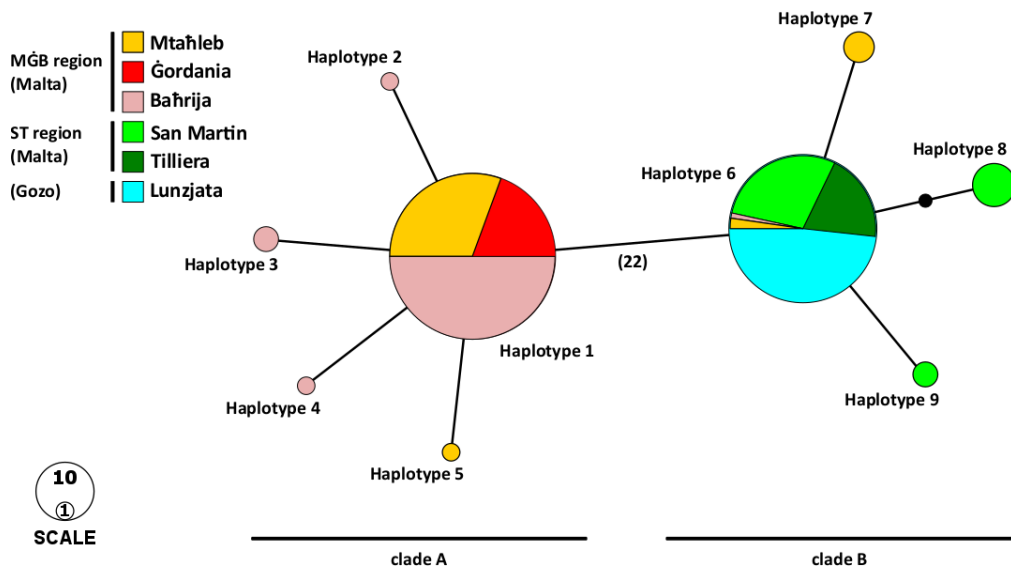 MĠB region
(Malta)
Mtaħleb
Ġordania
Baħrija
ST region
(Malta)
San Martin
Tilliera
(Gozo)
Lunzjata
Haplotype 2
Haplotype 3
Haplotype 4
Haplotype 5
Haplotype 1
(22)
Haplotype 6
Haplotype 7
Haplotype 8
Haplotype 9
10
1
SCALE
clade A
clade B